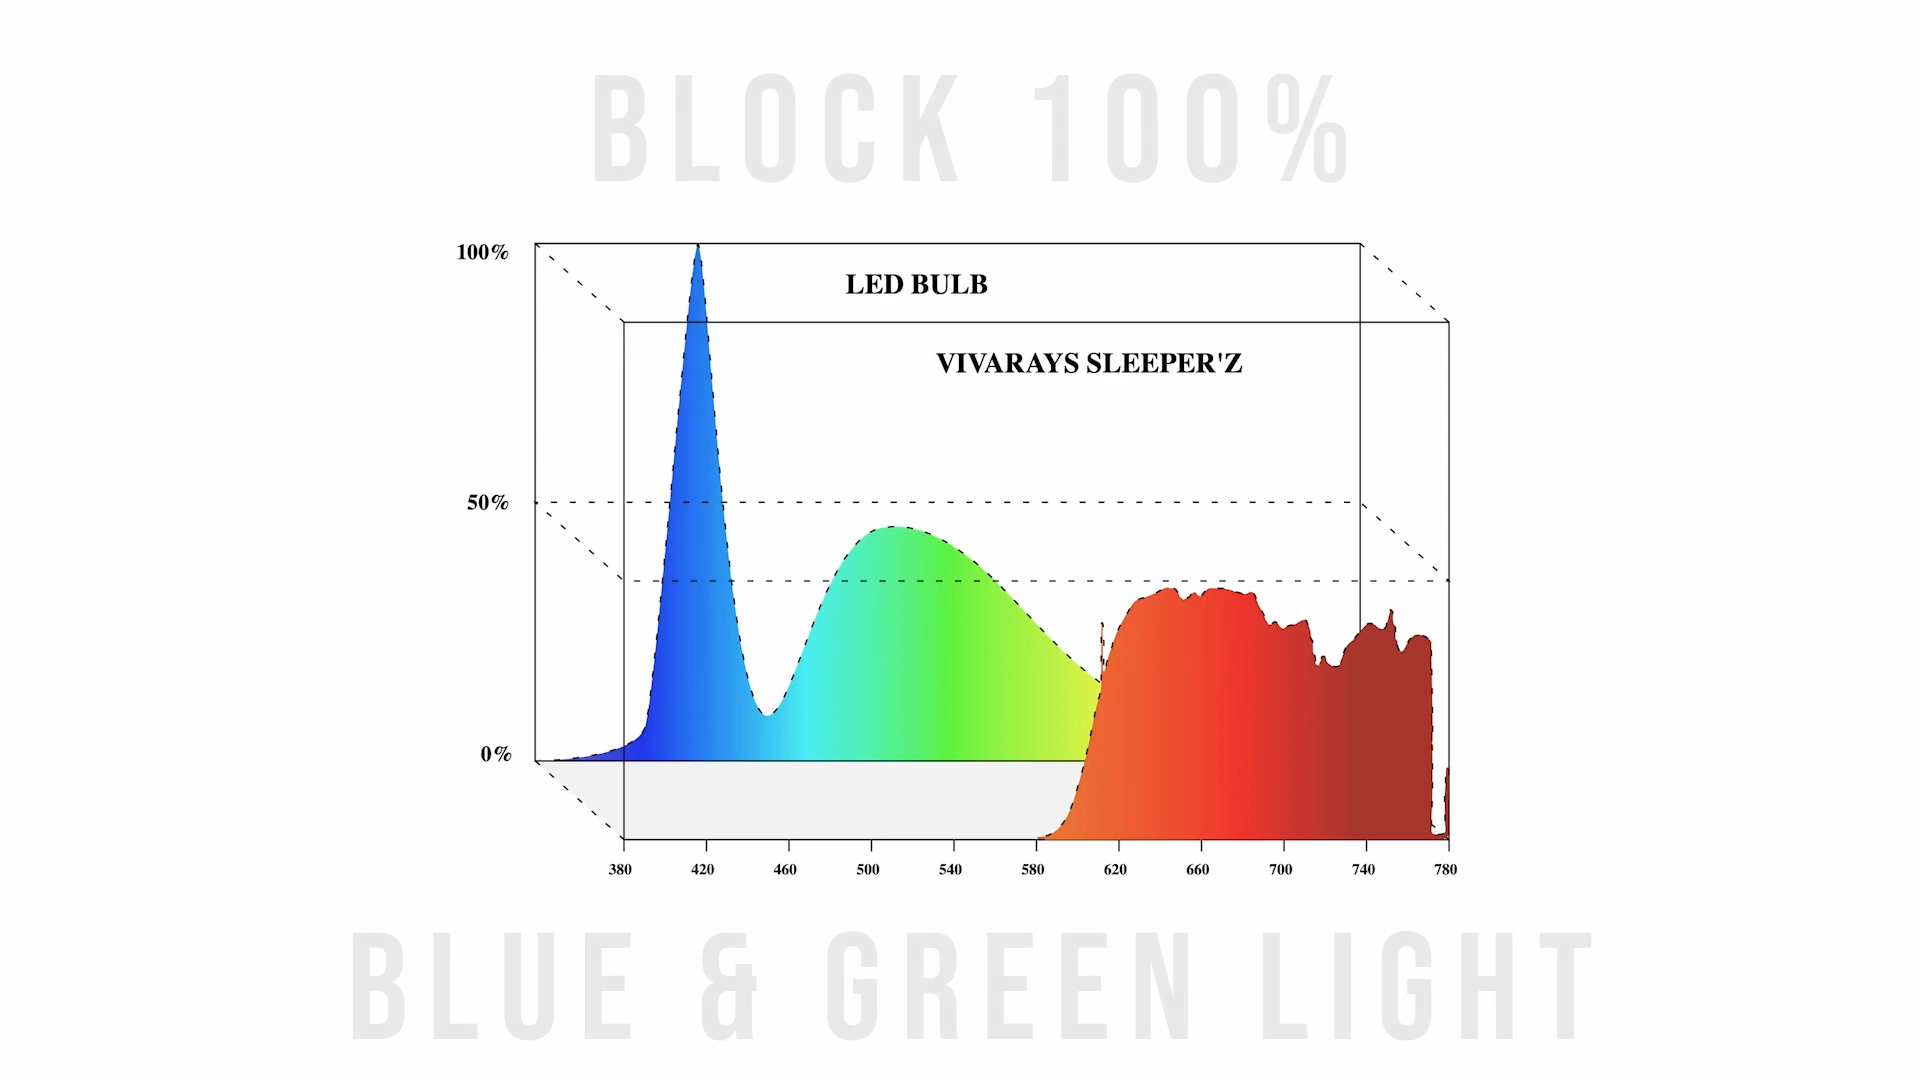 BLOCK 100%
100%
LED BULB
VIVARAYS SLEEPER'Z
50%
0%
380 420 460 500 540 580 620 660 700 740 780
BLUE & GREEN LIGHT